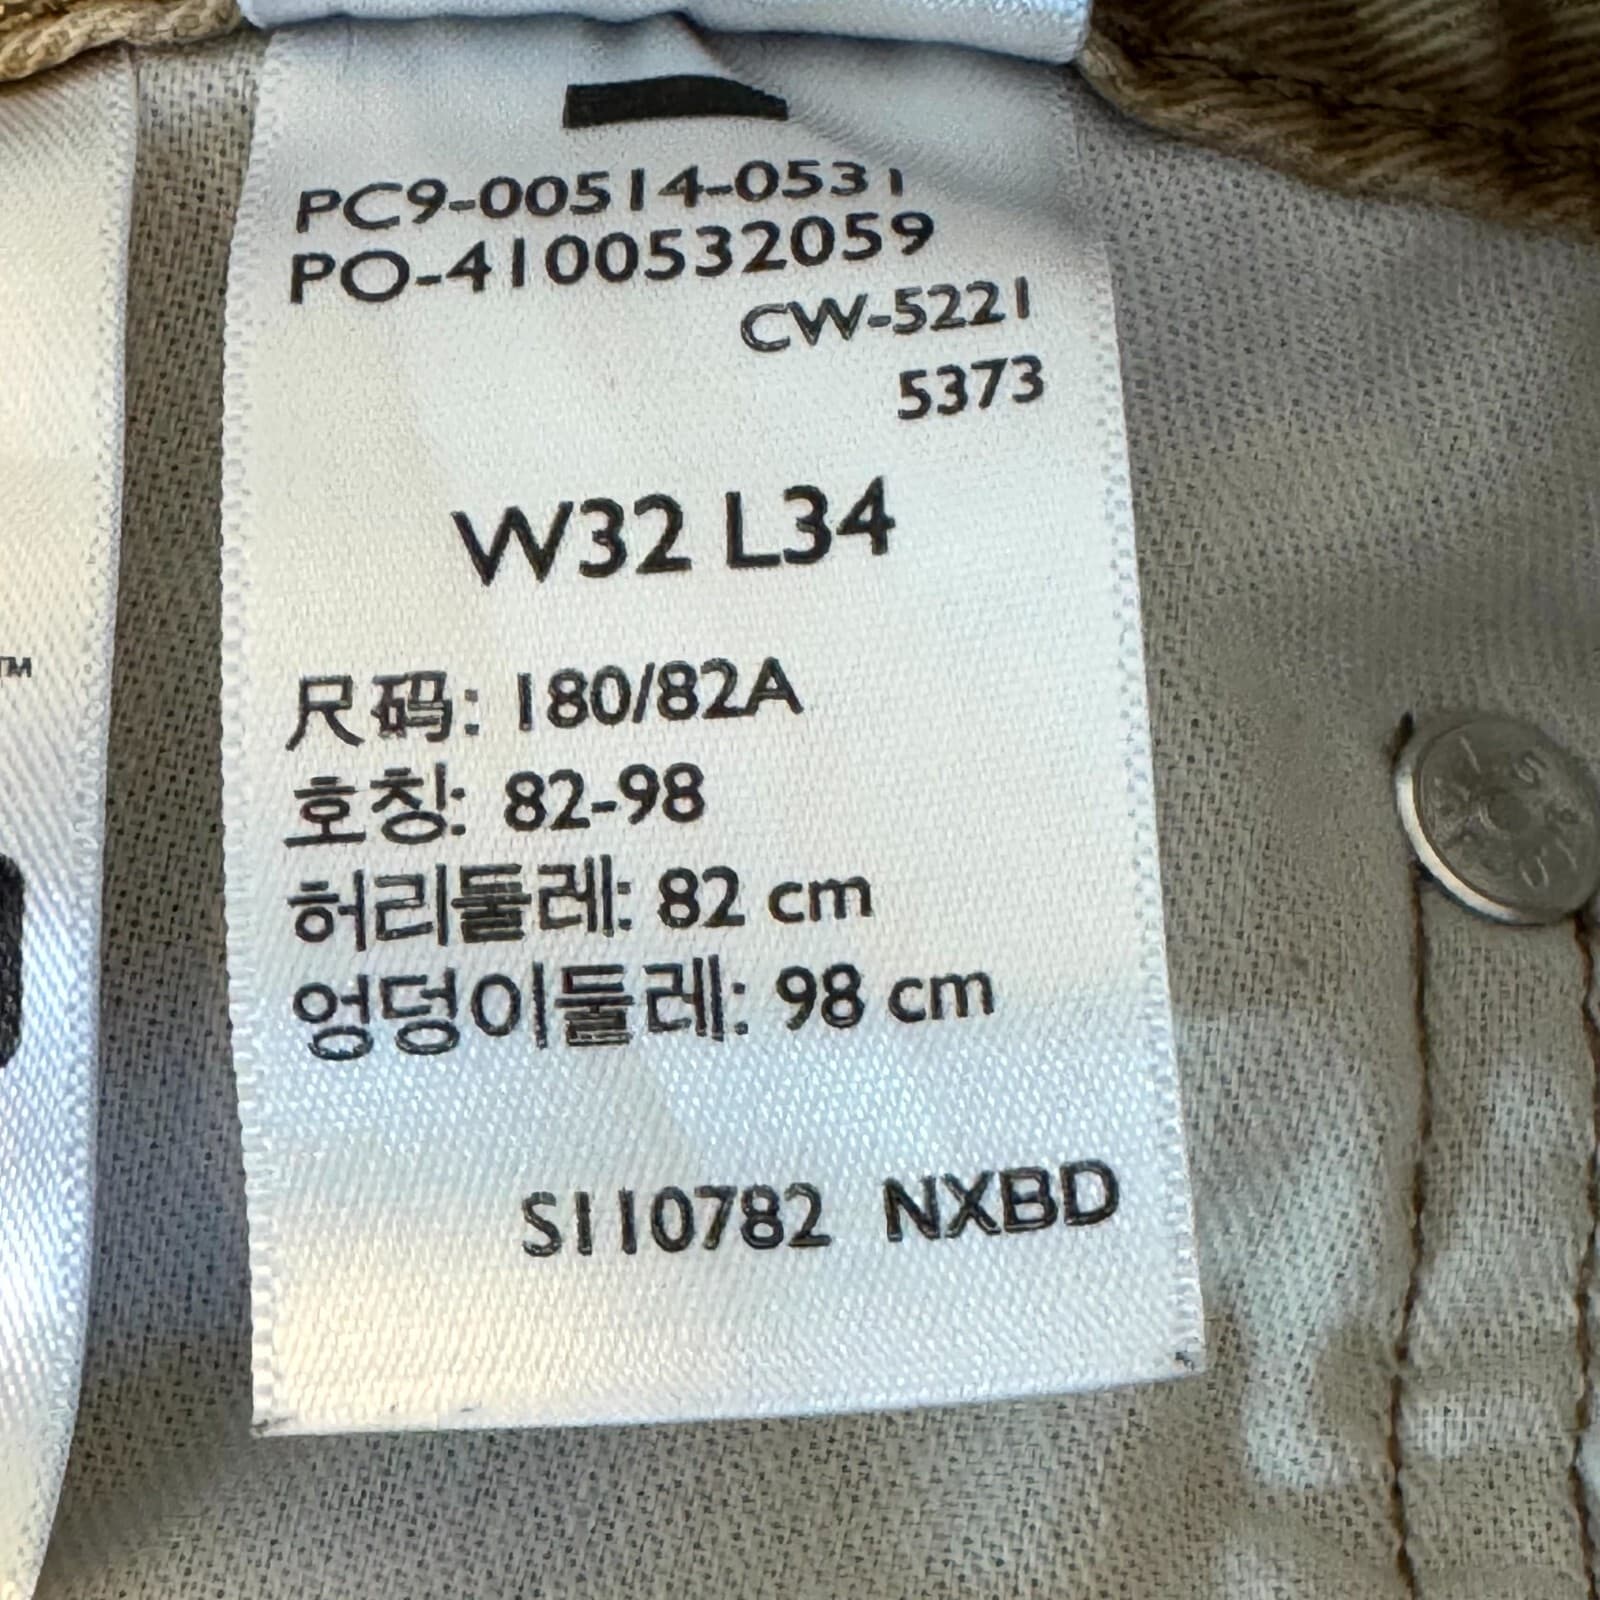 PC9-00514-0531
PO-4100532059
CW-5221
5373
W32 L34
尺码: 180/82A
호칭: 82-98
허리둘레: 82 cm
엉덩이둘레: 98 cm
S110782 NXBD
TM